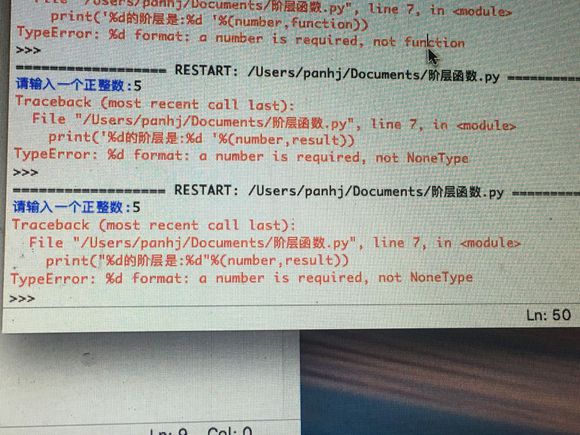 File "/Users/panhj/Documents/阶层函数.py", line 7, in <module>
print('%d的阶层是:%d '%(number,function))
TypeError: %d format: a number is required, not function
>>>
=================== RESTART: /Users/panhj/Documents/阶层函数.py ===========
请输入一个正整数:5
Traceback (most recent call last):
File "/Users/panhj/Documents/阶层函数.py", line 7, in <module>
print('%d的阶层是:%d '%(number,result))
TypeError: %d format: a number is required, not NoneType
>>>
=================== RESTART: /Users/panhj/Documents/阶层函数.py ===========
请输入一个正整数:5
Traceback (most recent call last):
File "/Users/panhj/Documents/阶层函数.py", line 7, in <module>
print("%d的阶层是:%d"%(number,result))
TypeError: %d format: a number is required, not NoneType
>>>
Ln: 50
Ln: 9 Col: 0